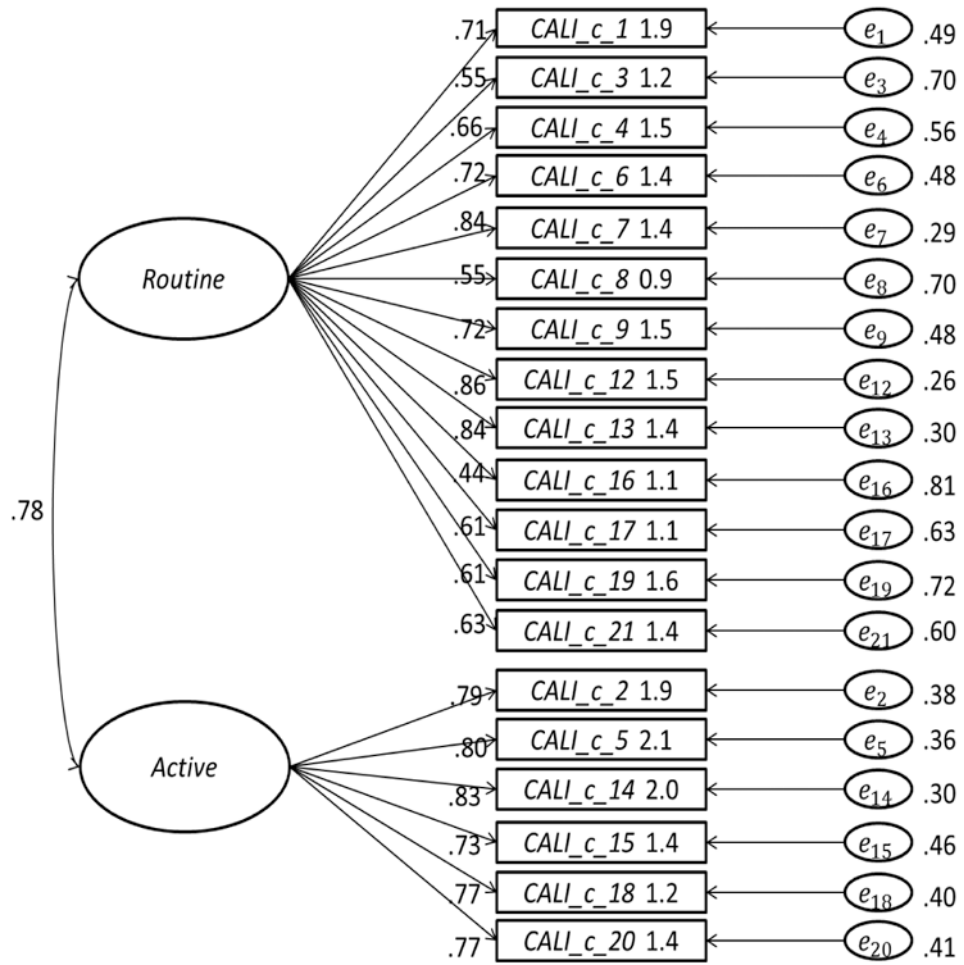 .71 CALI_c_1 1.9 e1 .49
.55 CALI_c_3 1.2 e3 .70
.66 CALI_c_4 1.5 e4 .56
.72 CALI_c_6 1.4 e6 .48
.84 CALI_c_7 1.4 e7 .29
Routine
.55 CALI_c_8 0.9 e8 .70
.72 CALI_c_9 1.5 e9 .48
.86 CALI_c_12 1.5 e12 .26
.84 CALI_c_13 1.4 e13 .30
.44 CALI_c_16 1.1 e16 .81
.78
.61 CALI_c_17 1.1 e17 .63
.61 CALI_c_19 1.6 e19 .72
.63 CALI_c_21 1.4 e21 .60
.79 CALI_c_2 1.9 e2 .38
.80 CALI_c_5 2.1 e5 .36
Active
.83 CALI_c_14 2.0 e14 .30
.73 CALI_c_15 1.4 e15 .46
.77 CALI_c_18 1.2 e18 .40
.77 CALI_c_20 1.4 e20 .41